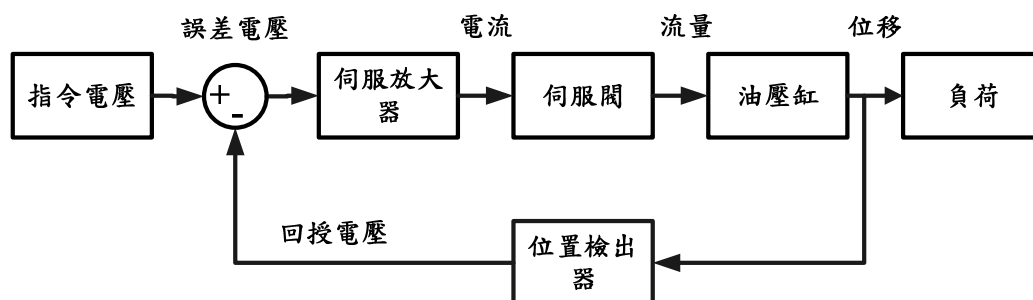 誤差電壓
電流
流量
位移
指令電壓
+
-
伺服放大
器
伺服閥
油壓缸
負荷
回授電壓
位置檢出
器